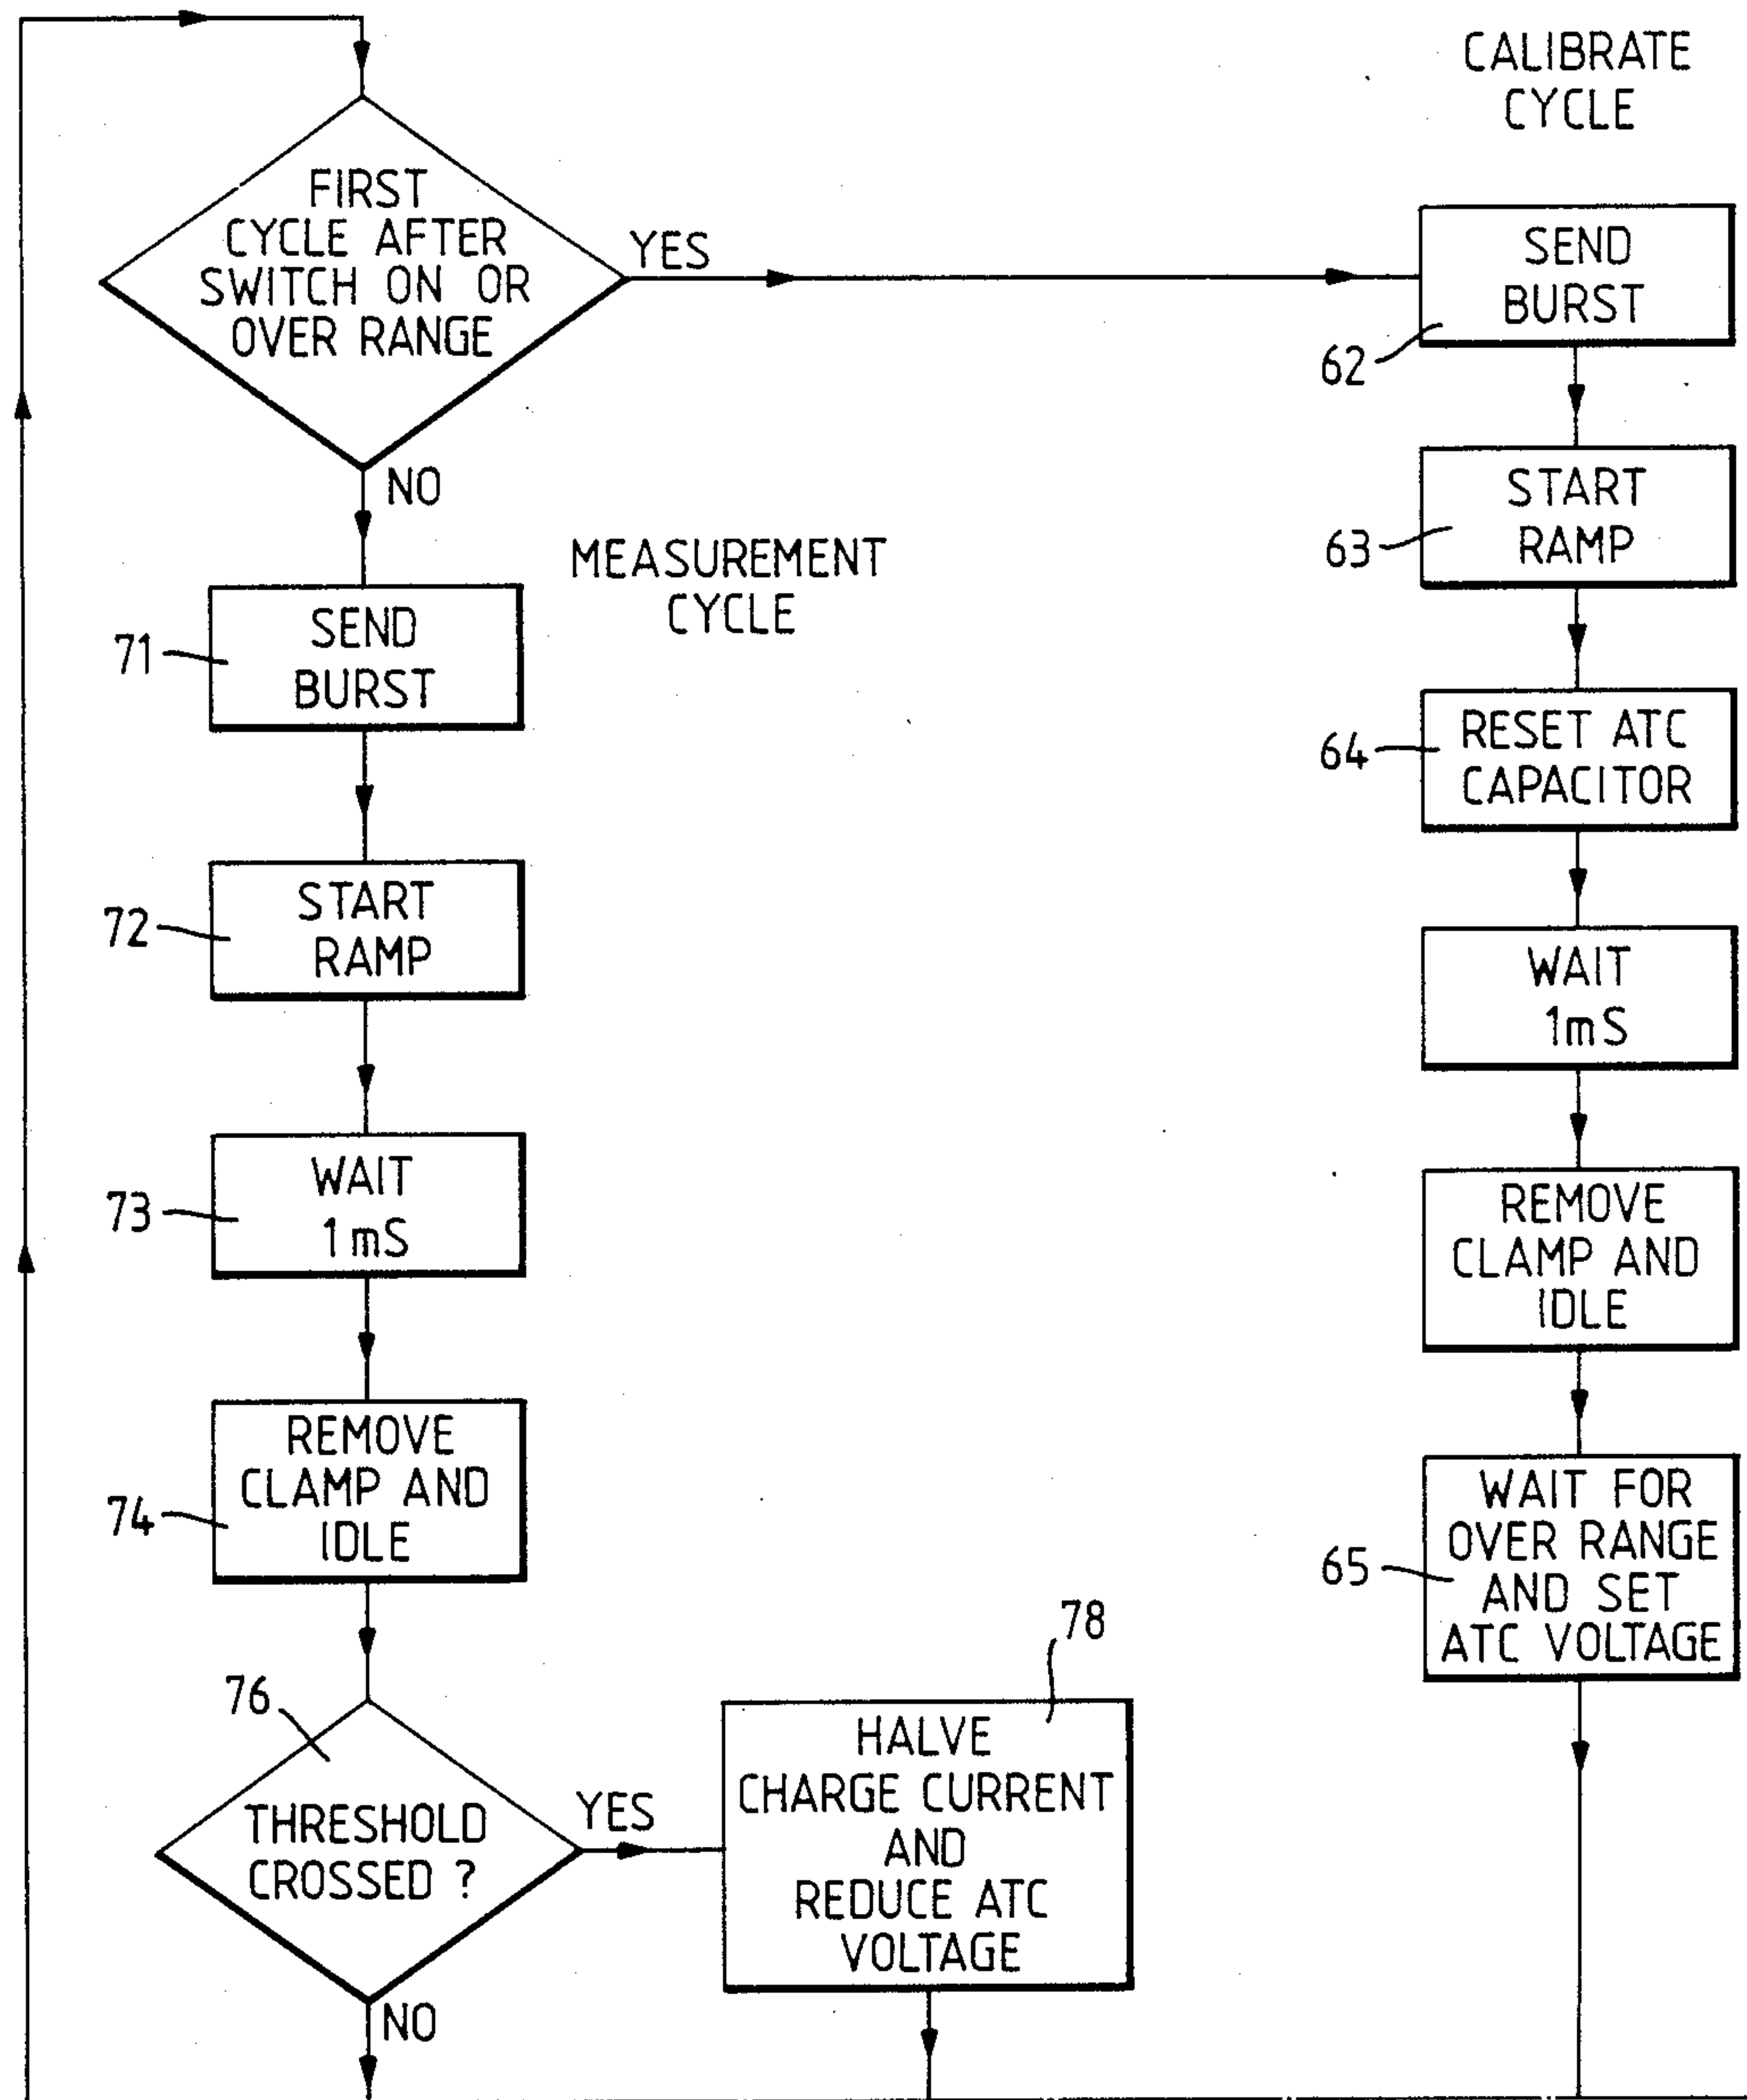 CALIBRATE
CYCLE
FIRST
CYCLE AFTER
SWITCH ON OR
OVER RANGE
YES
NO
SEND
BURST
62
START
RAMP
63
MEASUREMENT
CYCLE
SEND
BURST
71
RESET ATC
CAPACITOR
64
START
RAMP
72
WAIT
1mS
WAIT
1mS
73
REMOVE
CLAMP AND
IDLE
REMOVE
CLAMP AND
IDLE
74
WAIT FOR
OVER RANGE
AND SET
ATC VOLTAGE
65
76
THRESHOLD
CROSSED ?
YES
NO
78
HALVE
CHARGE CURRENT
AND
REDUCE ATC
VOLTAGE